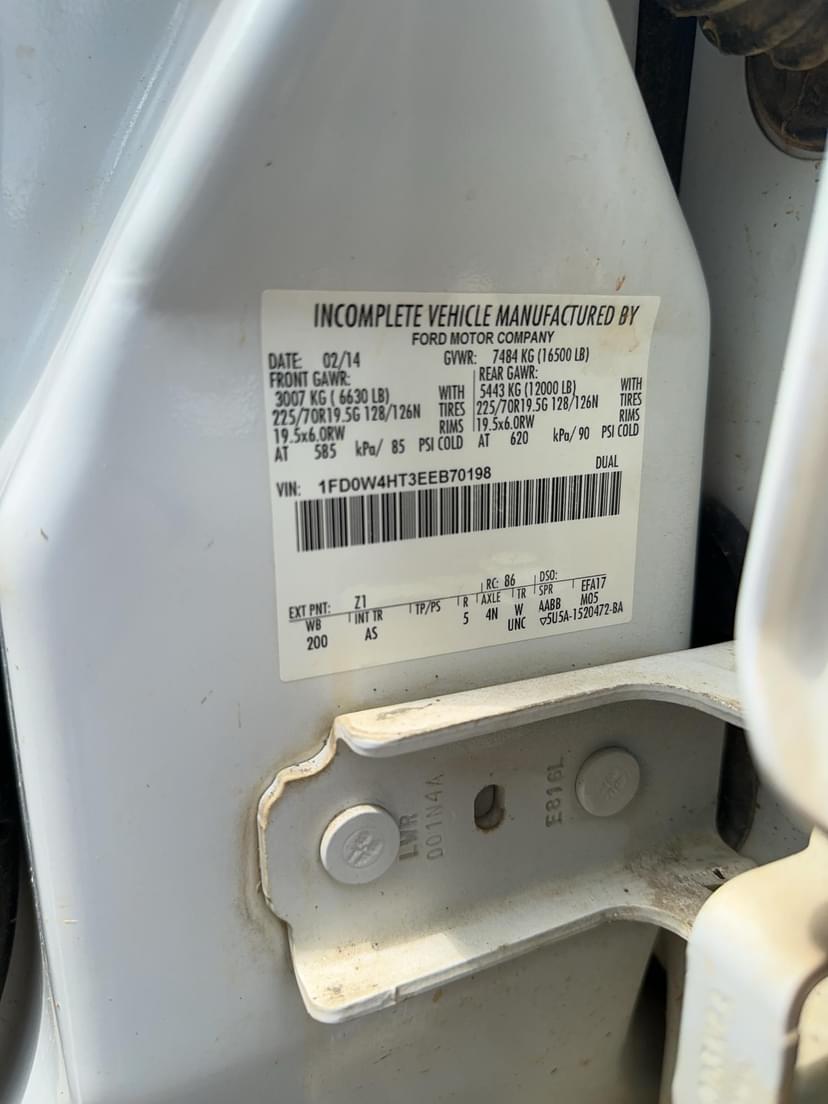 INCOMPLETE VEHICLE MANUFACTURED BY
FORD MOTOR COMPANY
DATE: 02/14 GVWR: 7484 KG (16500 LB)
FRONT GAWR: REAR GAWR:
3007 KG ( 6630 LB) WITH 5443 KG (12000 LB) WITH
225/70R19.5G 128/126N TIRES 225/70R19.5G 128/126N TIRES
19.5x6.0RW RIMS 19.5x6.0RW RIMS
AT 585 kPa/ 85 PSI COLD AT 620 kPa/ 90 PSI COLD
DUAL
VIN: 1FD0W4HT3EEB70198
EXT PNT: Z1 RC: 86 DSO:
WB INT TR TP/PS R AXLE TR SPR EFA17
200 AS 5 4N W AABB M05
UNC ▽5U5A-1520472-BA
LWR
001N4A
E816L